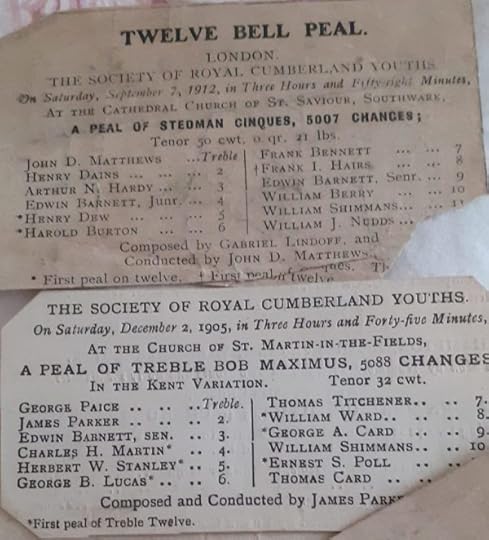 TWELVE BELL PEAL.
LONDON.
THE SOCIETY OF ROYAL CUMBERLAND YOUTHS.
On Saturday, September 7, 1912, in Three Hours and Fifty-eight Minutes,
AT THE CATHEDRAL CHURCH OF ST. SAVIOUR, SOUTHWARK,
A PEAL OF STEDMAN CINQUES, 5007 CHANGES;
Tenor 50 cwt. 0 qr. 21 lbs.
JOHN D. MATTHEWS ... Treble
HENRY DAINS ... ... 2
ARTHUR N. HARDY ... ... 3
EDWIN BARNETT, JUNR. ... 4
*HENRY DEW ... ... 5
*HAROLD BURTON ... ... 6
FRANK BENNETT ... ... 7
†FRANK I. HAIRS. ... ... 8
EDWIN BARNETT, SENR. ... 9
WILLIAM BERRY ... ... 10
WILLIAM SHIMMANS... ... 11
WILLIAM J. NUDDS ...
Composed by GABRIEL LINDOFF, and
Conducted by JOHN D. MATTHEWS.
* First peal on twelve. † First peal of
THE SOCIETY OF ROYAL CUMBERLAND YOUTHS.
On Saturday, December 2, 1905, in Three Hours and Forty-five Minutes,
AT THE CHURCH OF ST. MARTIN-IN-THE-FIELDS,
A PEAL OF TREBLE BOB MAXIMUS, 5088 CHANGES
IN THE KENT VARIATION. Tenor 32 cwt.
GEORGE PAICE .. .. .. Treble.
JAMES PARKER .. .. .. 2.
EDWIN BARNETT, SEN. .. .. 3.
CHARLES H. MARTIN* .. .. 4.
HERBERT W. STANLEY* .. .. 5.
GEORGE B. LUCAS* .. .. 6.
THOMAS TITCHENER.. .. .. 7.
*WILLIAM WARD.. .. .. 8.
*GEORGE A. CARD .. .. 9.
WILLIAM SHIMMANS.. .. .. 10
*ERNEST S. POLL .. ..
THOMAS CARD .. ..
Composed and Conducted by JAMES
*First peal of Treble Twelve.